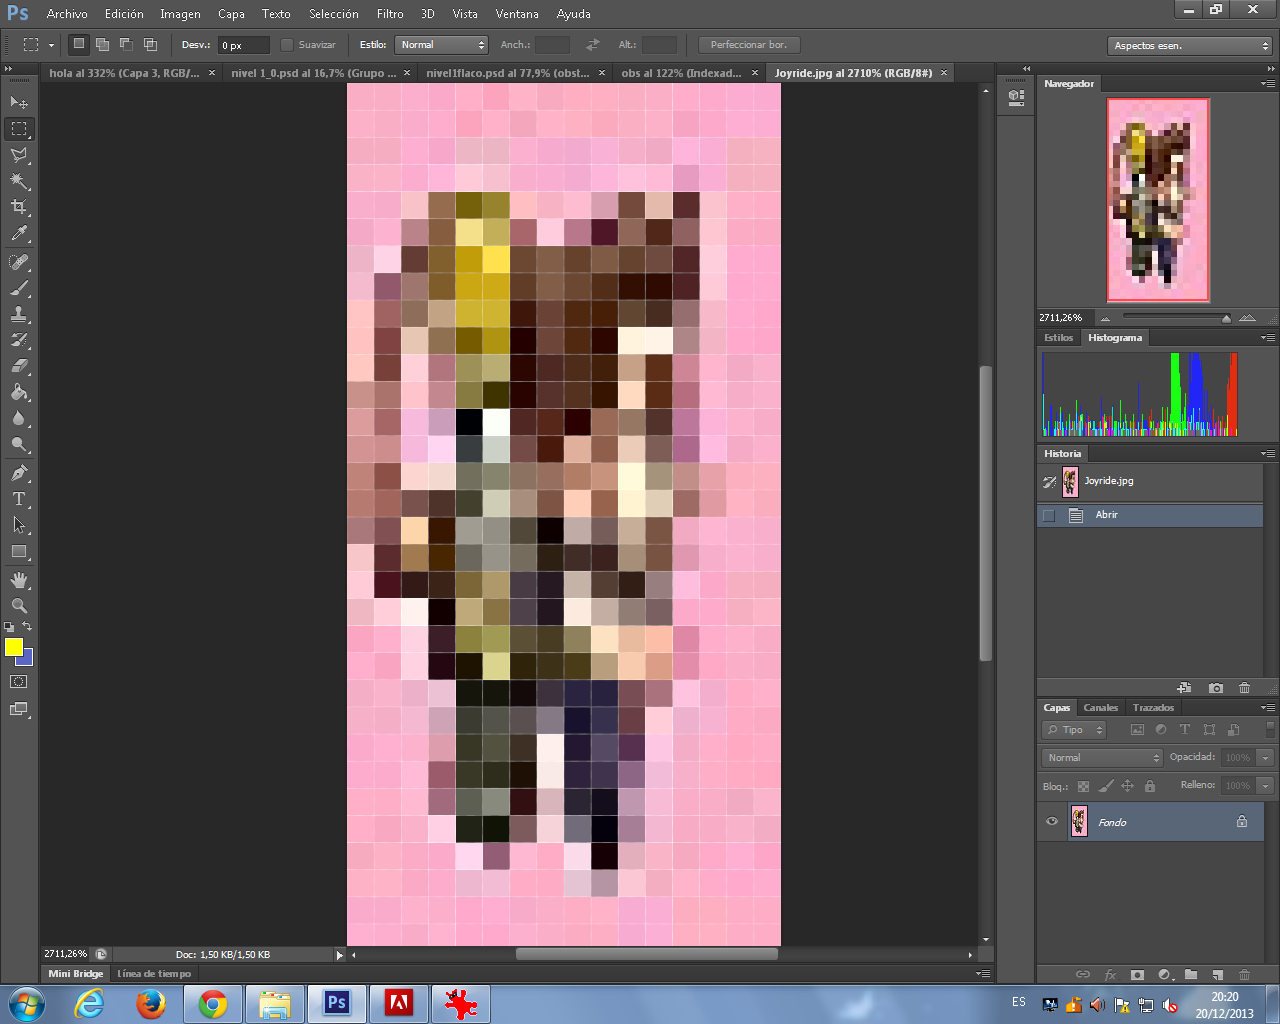 Ps Archivo Edición Imagen Capa Texto Selección Filtro 3D Vista Ventana Ayuda
Desv.: 0 px Suavizar Estilo: Normal Anch.: Alt.: Perfeccionar bor. Aspectos esen.
hola al 332% (Capa 3, RGB/... × nivel 1_0.psd al 16,7% (Grupo ... × nivel1flaco.psd al 77,9% (obst... × obs al 122% (Indexad... × Joyride.jpg al 2710% (RGB/8#) ×
Navegador
2711,26%
Estilos Histograma
Historia
Joyride.jpg
Abrir
Capas Canales Trazados
Tipo
Normal Opacidad: 100%
Bloq.: Relleno: 100%
Fondo
2711,26% Doc: 1,50 KB/1,50 KB
Mini Bridge Línea de tiempo
ES 20:20
20/12/2013